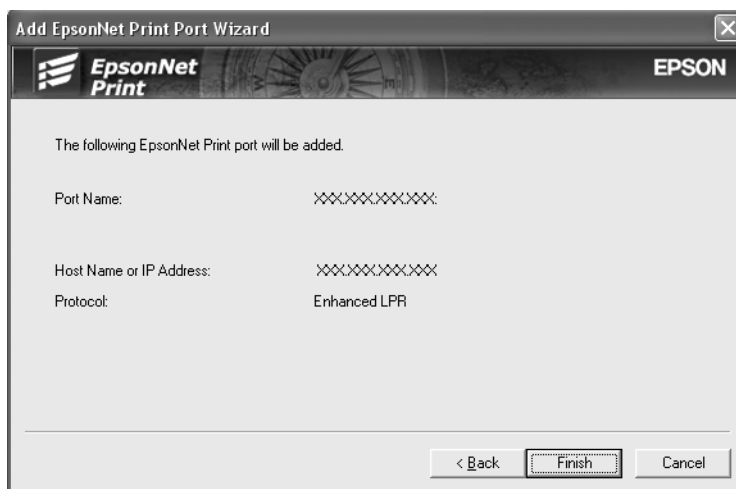 Add EpsonNet Print Port Wizard
EpsonNet
Print
EPSON
The following EpsonNet Print port will be added.
Port Name: XXX.XXX.XXX.XXX:
Host Name or IP Address: XXX.XXX.XXX.XXX
Protocol: Enhanced LPR
< Back Finish Cancel